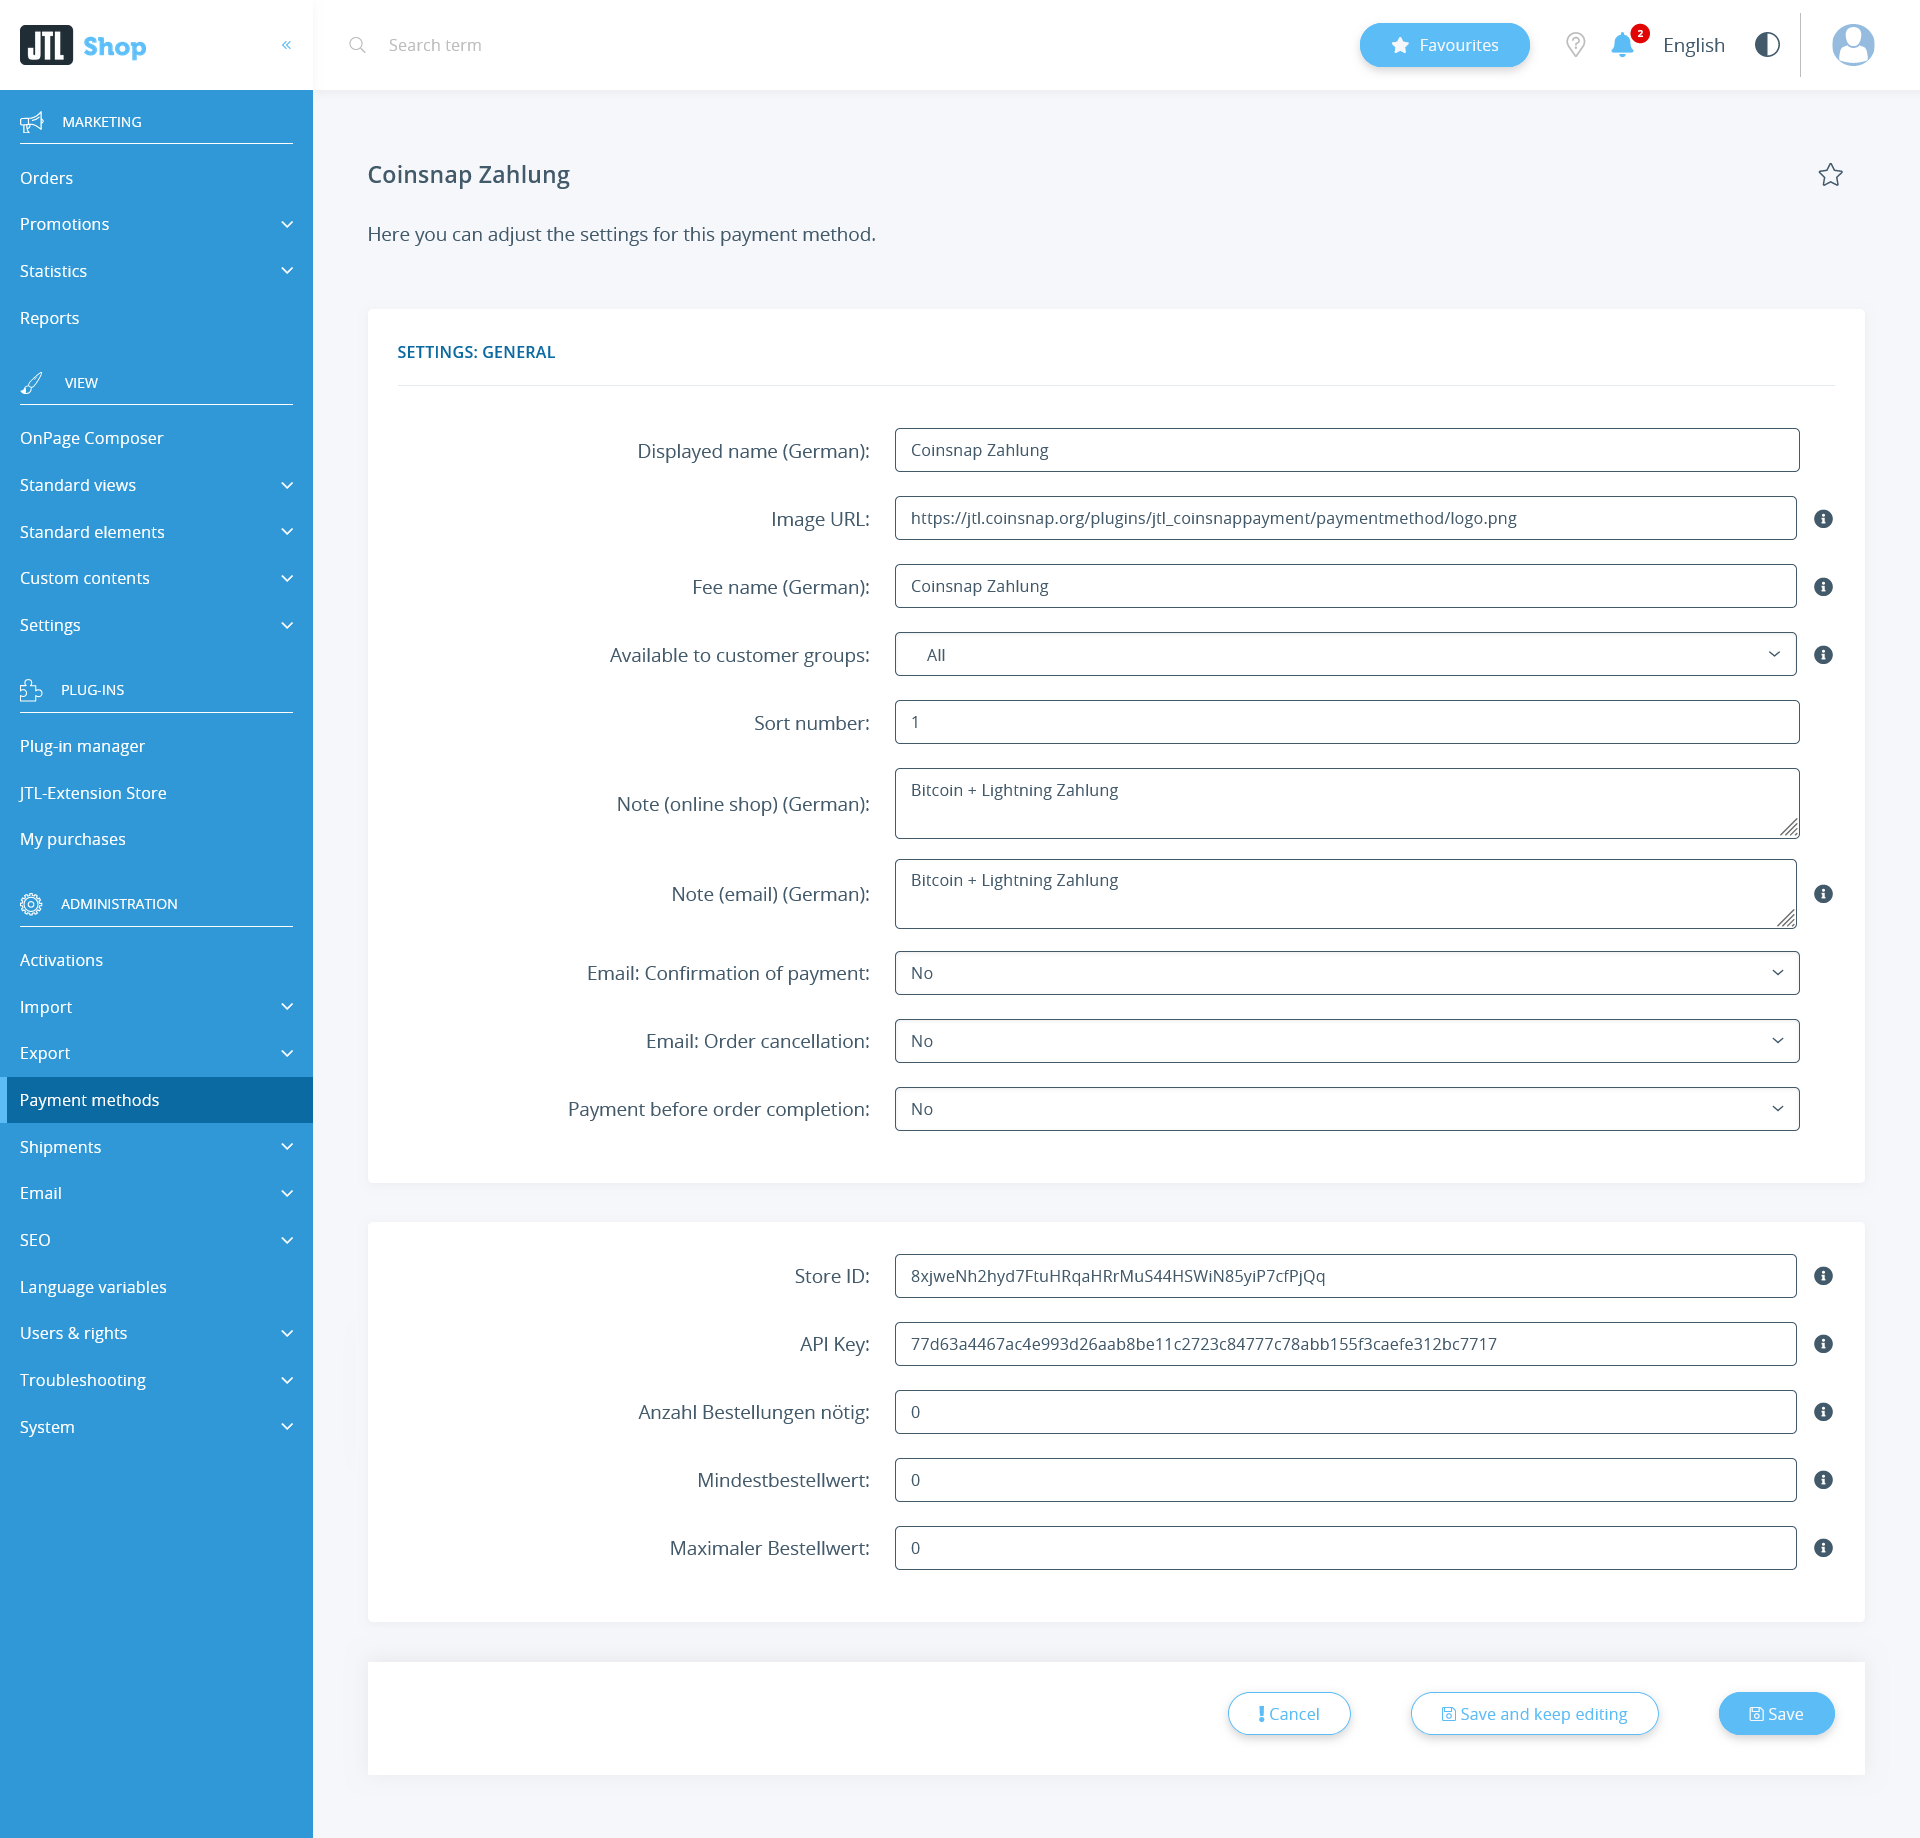 JTL Shop
«
Search term
Favourites
2
English
MARKETING
Orders
Promotions
Statistics
Reports
VIEW
OnPage Composer
Standard views
Standard elements
Custom contents
Settings
PLUG-INS
Plug-in manager
JTL-Extension Store
My purchases
ADMINISTRATION
Activations
Import
Export
Payment methods
Shipments
Email
SEO
Language variables
Users & rights
Troubleshooting
System
Coinsnap Zahlung
Here you can adjust the settings for this payment method.
SETTINGS: GENERAL
Displayed name (German): Coinsnap Zahlung
Image URL: https://jtl.coinsnap.org/plugins/jtl_coinsnappayment/paymentmethod/logo.png
Fee name (German): Coinsnap Zahlung
Available to customer groups: All
Sort number: 1
Note (online shop) (German): Bitcoin + Lightning Zahlung
Note (email) (German): Bitcoin + Lightning Zahlung
Email: Confirmation of payment: No
Email: Order cancellation: No
Payment before order completion: No
Store ID: 8xjweNh2hyd7FtuHRqaHRrMuS44HSWiN85yiP7cfPjQq
API Key: 77d63a4467ac4e993d26aab8be11c2723c84777c78abb155f3caefe312bc7717
Anzahl Bestellungen nötig: 0
Mindestbestellwert: 0
Maximaler Bestellwert: 0
Cancel
Save and keep editing
Save